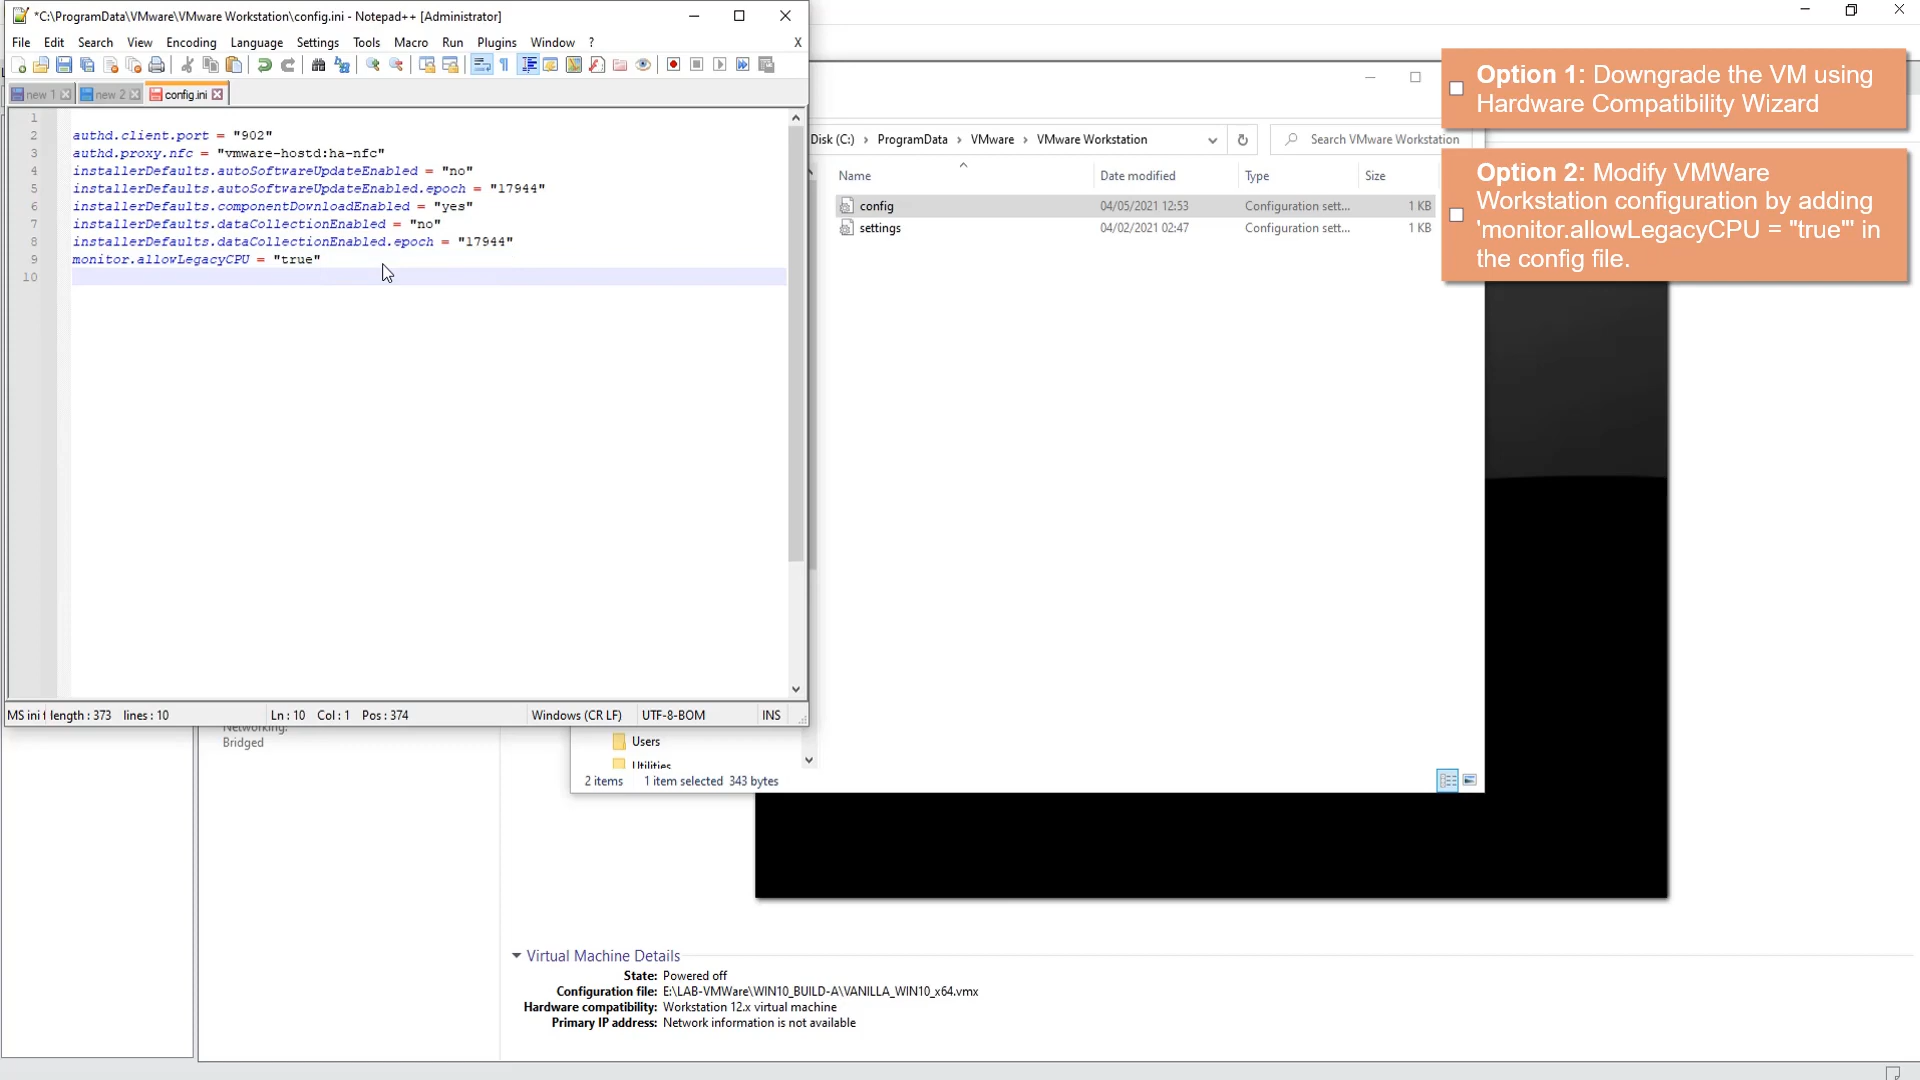 *C:\ProgramData\VMware\VMware Workstation\config.ini - Notepad++ [Administrator]
File Edit Search View Encoding Language Settings Tools Macro Run Plugins Window ? X
new 1 new 2 config.ini
1
2 authd.client.port = "902"
3 authd.proxy.nfc = "vmware-hostd:ha-nfc"
4 installerDefaults.autoSoftwareUpdateEnabled = "no"
5 installerDefaults.autoSoftwareUpdateEnabled.epoch = "17944"
6 installerDefaults.componentDownloadEnabled = "yes"
7 installerDefaults.dataCollectionEnabled = "no"
8 installerDefaults.dataCollectionEnabled.epoch = "17944"
9 monitor.allowLegacyCPU = "true"
10
MS ini f length : 373 lines : 10 Ln : 10 Col : 1 Pos : 374 Windows (CR LF) UTF-8-BOM INS
Disk (C:) › ProgramData › VMware › VMware Workstation Search VMware Workstation
Name Date modified Type Size
config 04/05/2021 12:53 Configuration sett... 1 KB
settings 04/02/2021 02:47 Configuration sett... 1 KB
Option 1: Downgrade the VM using
Hardware Compatibility Wizard
Option 2: Modify VMWare
Workstation configuration by adding
'monitor.allowLegacyCPU = "true"' in
the config file.
Networking:
Bridged
Users
Utilities
2 items 1 item selected 343 bytes
Virtual Machine Details
State: Powered off
Configuration file: E:\LAB-VMWare\WIN10_BUILD-A\VANILLA_WIN10_x64.vmx
Hardware compatibility: Workstation 12.x virtual machine
Primary IP address: Network information is not available